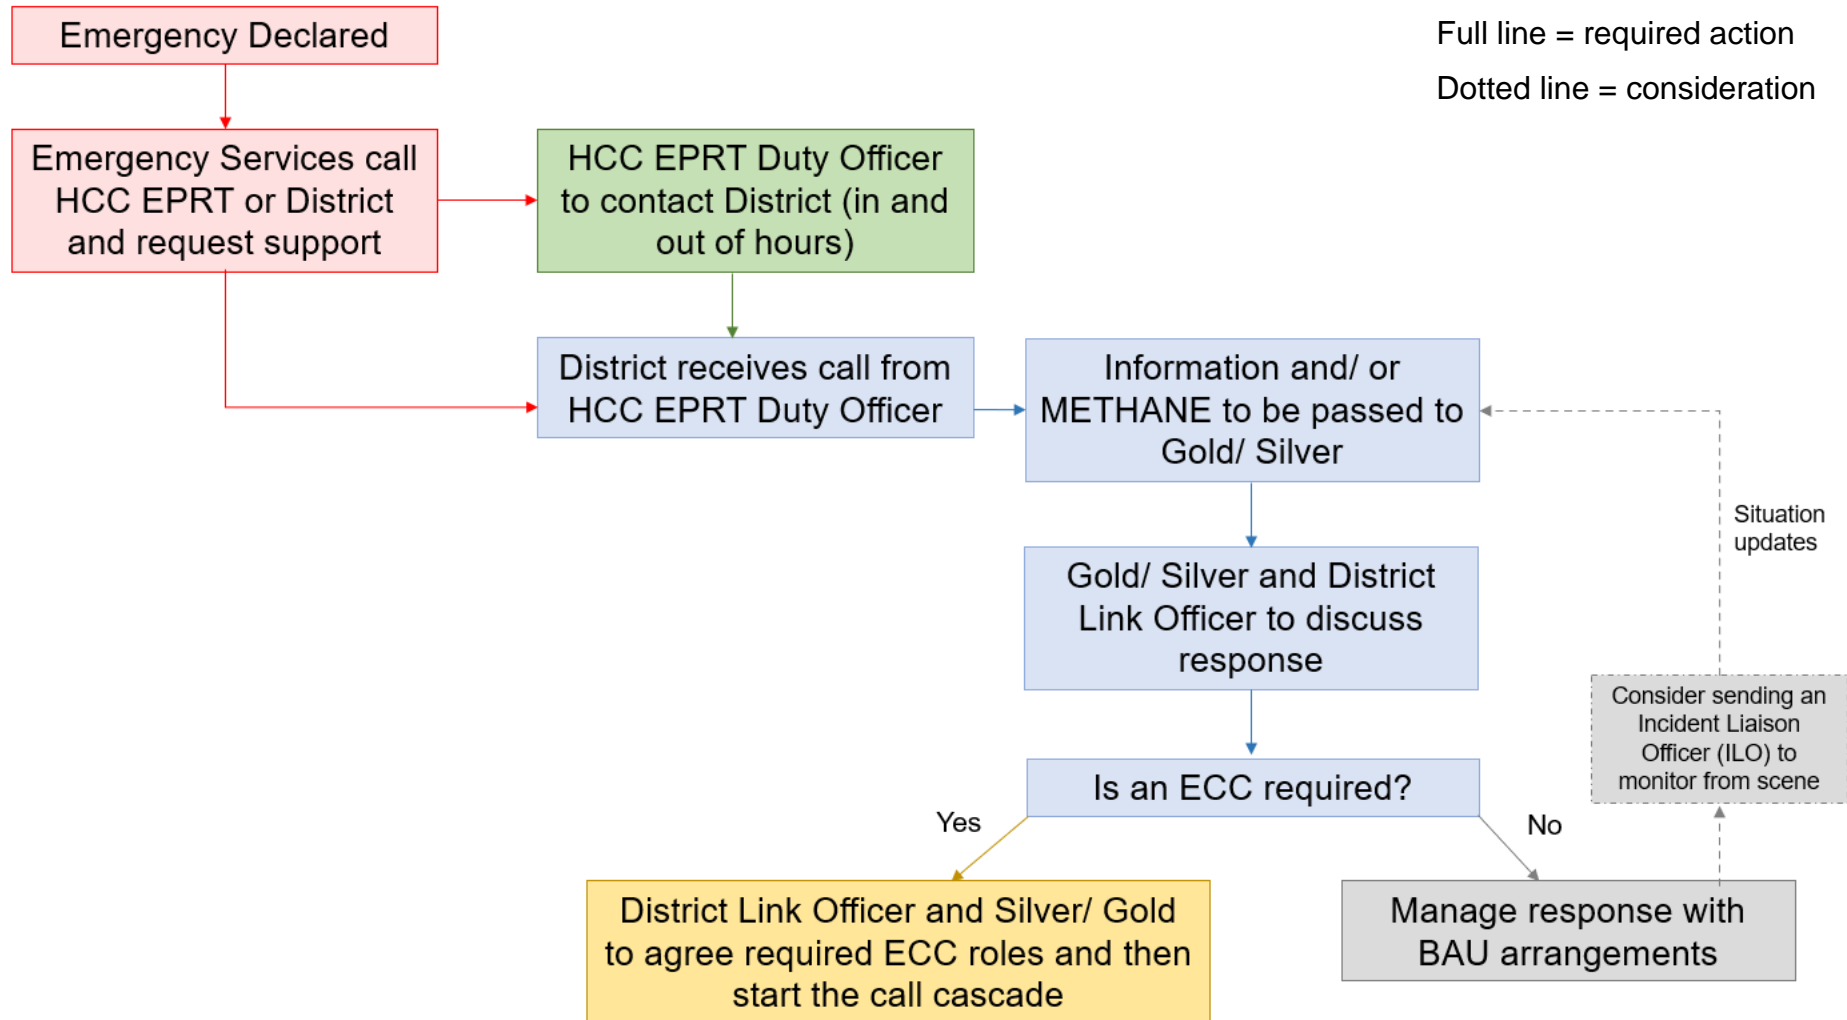 Emergency Declared
Full line = required action
Dotted line = consideration
Emergency Services call
HCC EPRT or District
and request support
HCC EPRT Duty Officer
to contact District (in and
out of hours)
District receives call from
HCC EPRT Duty Officer
Information and/ or
METHANE to be passed to
Gold/ Silver
Situation
updates
Gold/ Silver and District
Link Officer to discuss
response
Consider sending an
Incident Liaison
Officer (ILO) to
monitor from scene
Is an ECC required?
Yes
No
District Link Officer and Silver/ Gold
to agree required ECC roles and then
start the call cascade
Manage response with
BAU arrangements